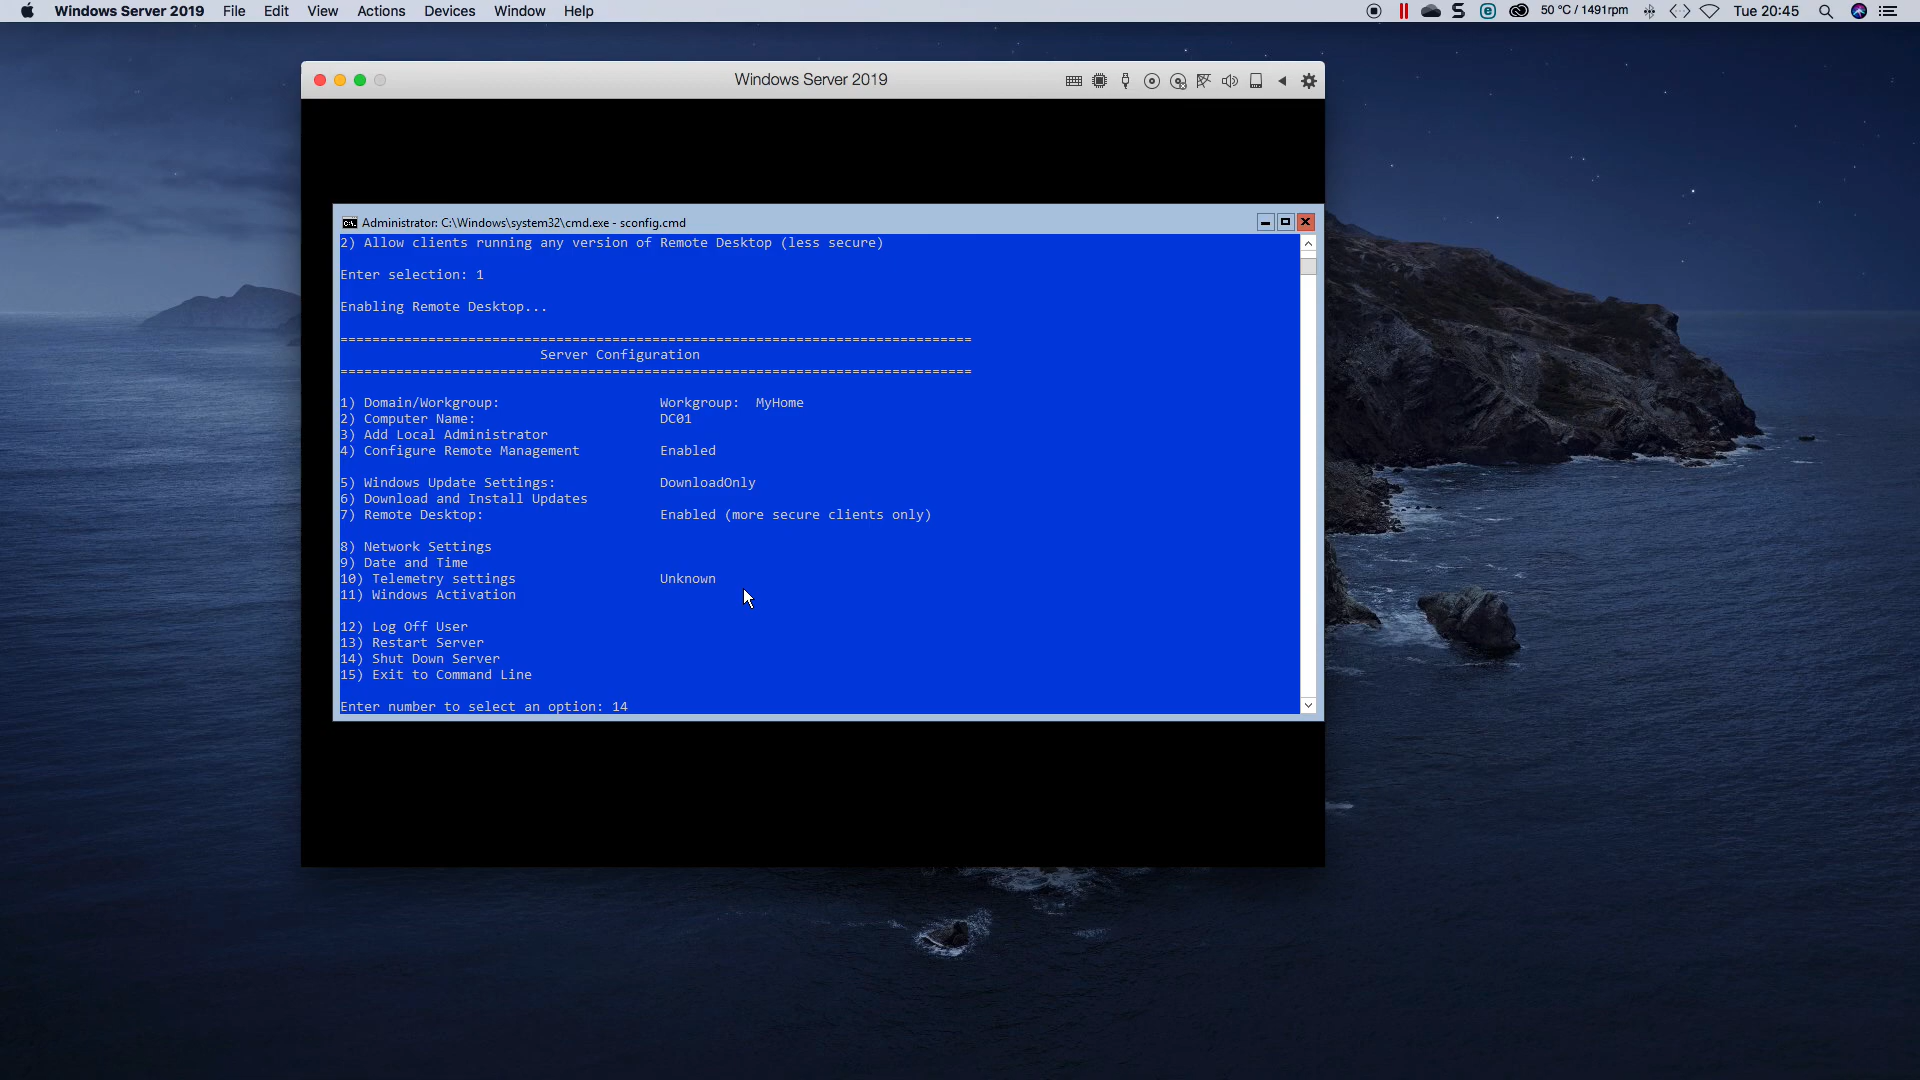 Windows Server 2019 File Edit View Actions Devices Window Help 50 °C / 1491rpm Tue 20:45
Windows Server 2019
Administrator: C:\Windows\system32\cmd.exe - sconfig.cmd
2) Allow clients running any version of Remote Desktop (less secure)
Enter selection: 1
Enabling Remote Desktop...
===============================================================================
Server Configuration
===============================================================================
1) Domain/Workgroup: Workgroup: MyHome
2) Computer Name: DC01
3) Add Local Administrator
4) Configure Remote Management Enabled
5) Windows Update Settings: DownloadOnly
6) Download and Install Updates
7) Remote Desktop: Enabled (more secure clients only)
8) Network Settings
9) Date and Time
10) Telemetry settings Unknown
11) Windows Activation
12) Log Off User
13) Restart Server
14) Shut Down Server
15) Exit to Command Line
Enter number to select an option: 14